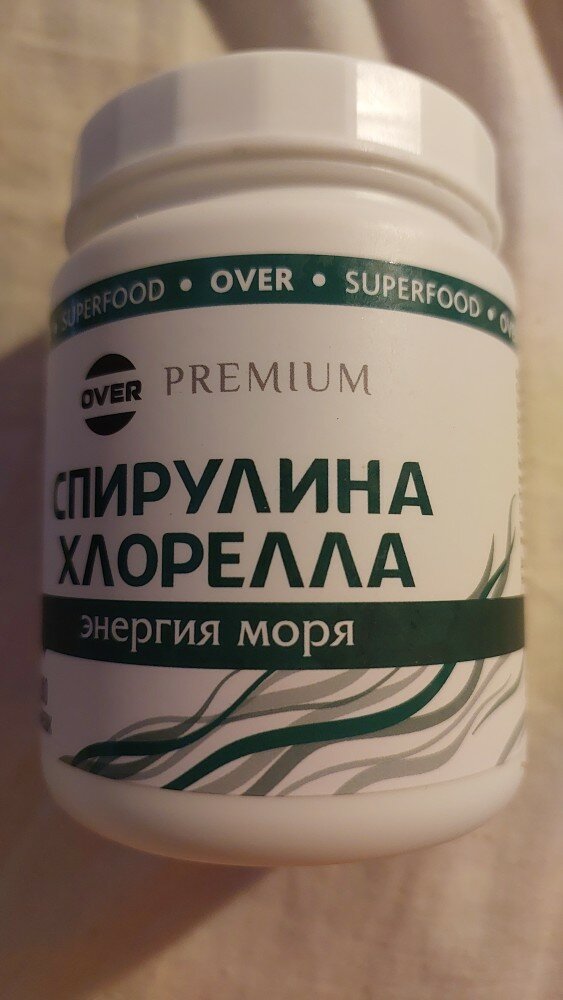 SUPERFOOD • OVER • SUPERFOOD •
OVER PREMIUM
СПИРУЛИНА
ХЛОРЕЛЛА
энергия моря